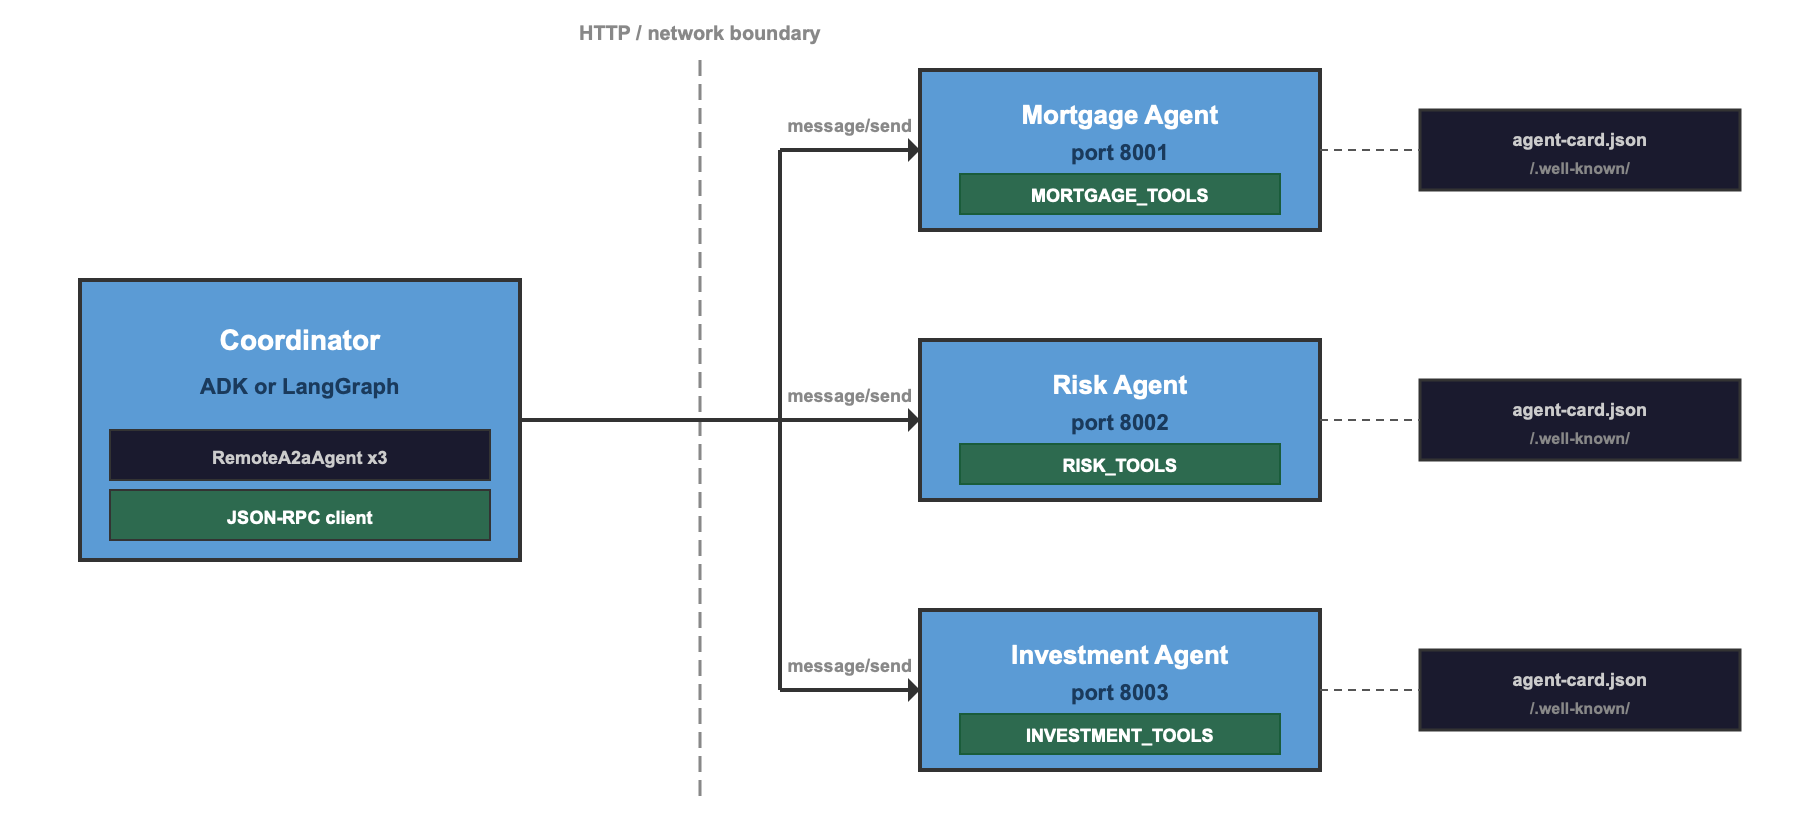 HTTP / network boundary
Coordinator
ADK or LangGraph
RemoteA2aAgent x3
JSON-RPC client
message/send
Mortgage Agent
port 8001
MORTGAGE_TOOLS
agent-card.json
/.well-known/
message/send
Risk Agent
port 8002
RISK_TOOLS
agent-card.json
/.well-known/
message/send
Investment Agent
port 8003
INVESTMENT_TOOLS
agent-card.json
/.well-known/